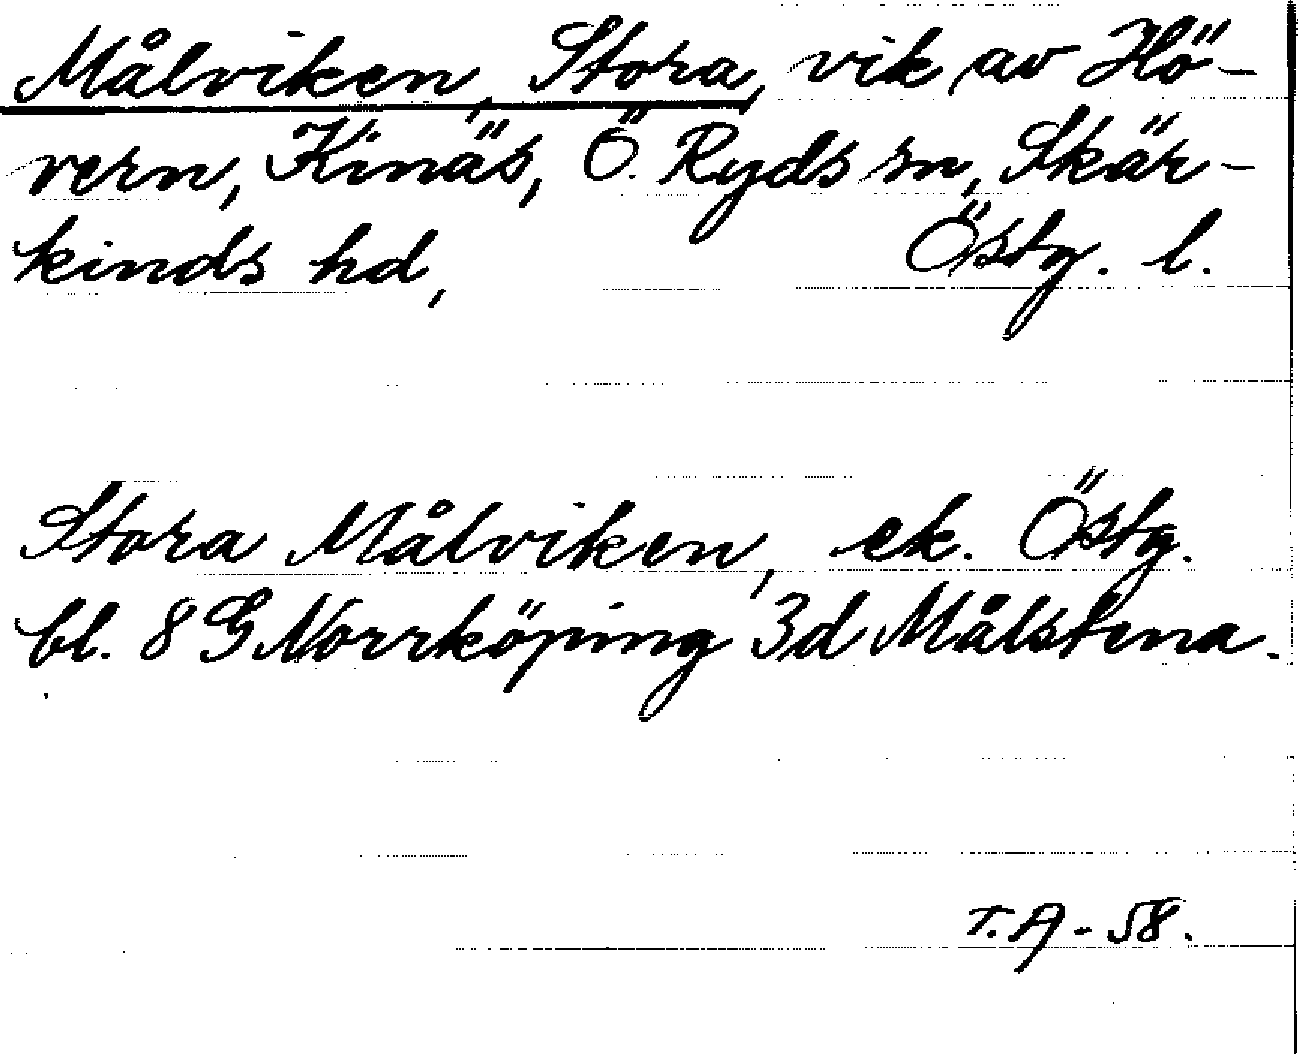 Målviken, Stora, vik av Hö-
vern, Kinäs, Ö. Ryds sn, Skär-
kinds hd, Östg. l.
Stora Målviken, ek. Östg.
bl. 8 G Norrköping 3d Målstena.
T.A-58.